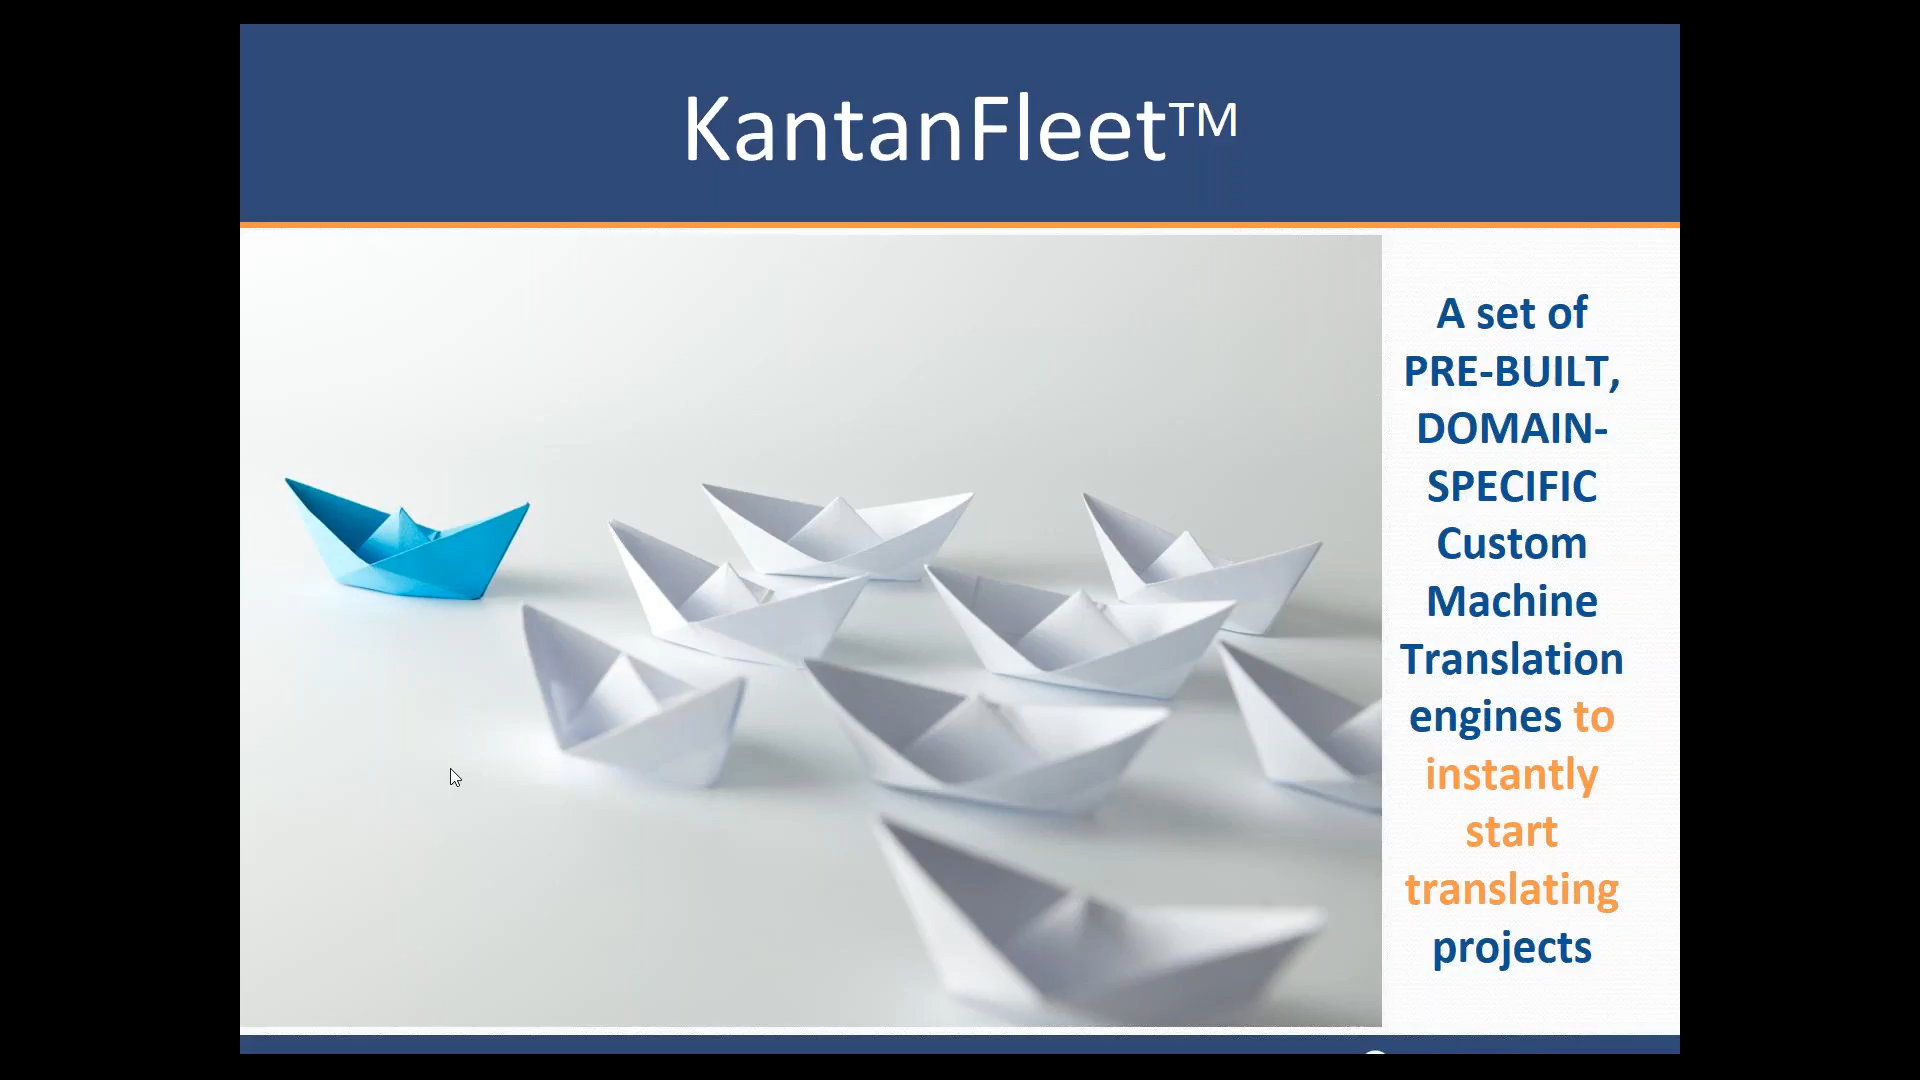 KantanFleet™
A set of
PRE-BUILT,
DOMAIN-
SPECIFIC
Custom
Machine
Translation
engines to
instantly
start
translating
projects